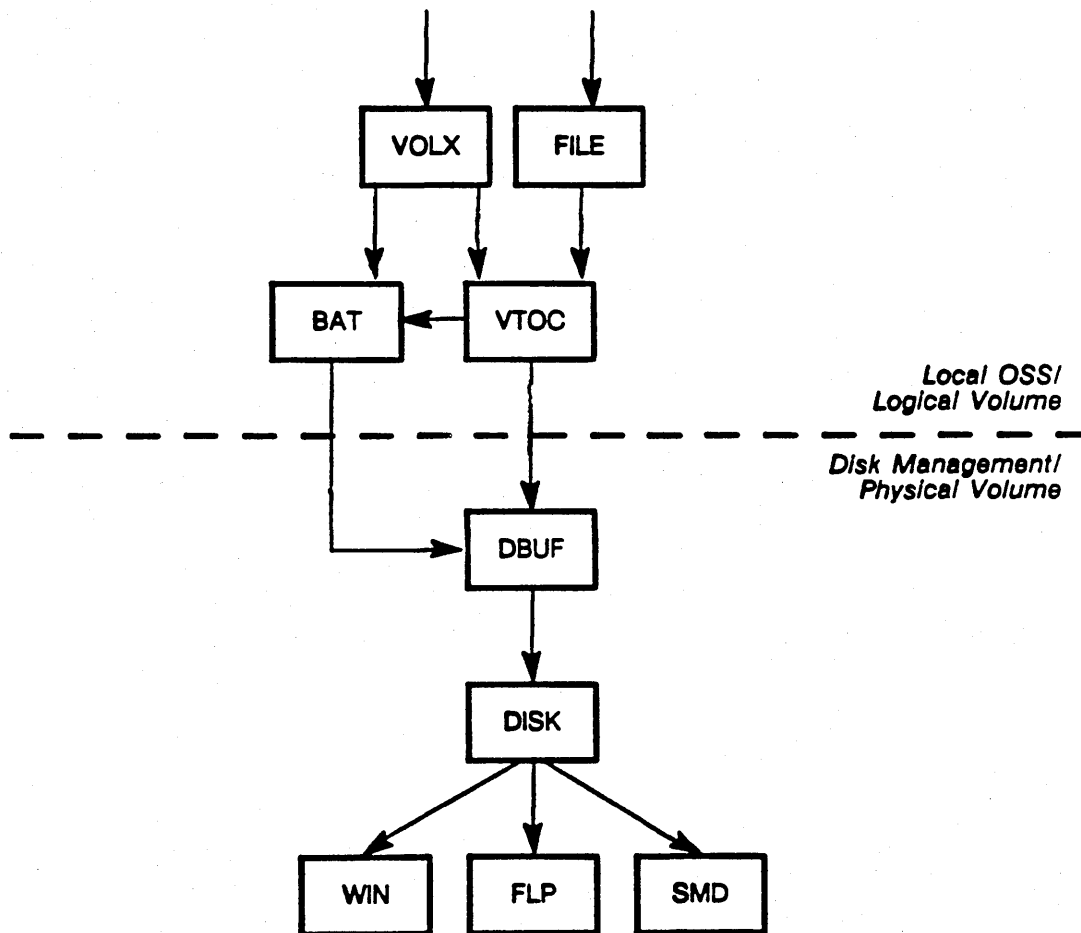 VOLX
FILE
BAT
VTOC
Local OSS/
Logical Volume
Disk Management/
Physical Volume
DBUF
DISK
WIN
FLP
SMD